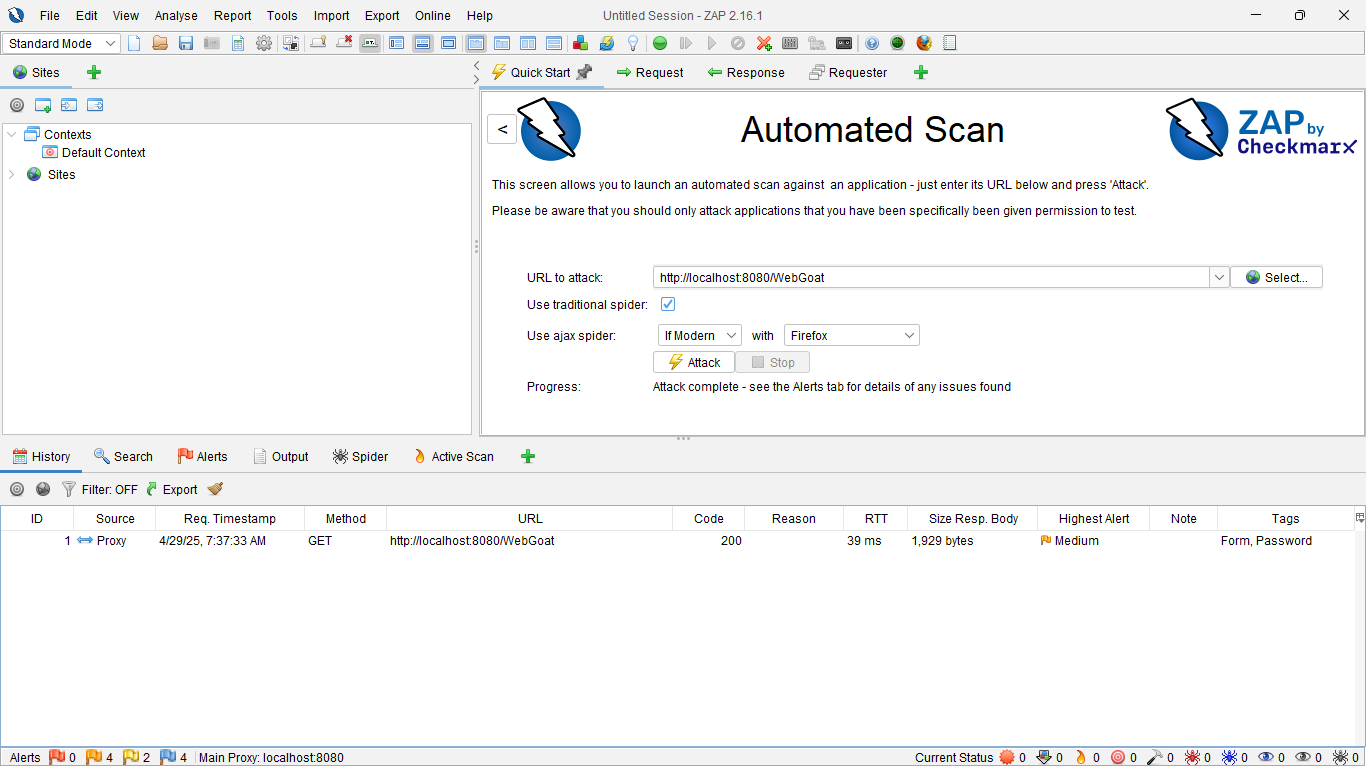 File Edit View Analyse Report Tools Import Export Online Help Untitled Session - ZAP 2.16.1
Standard Mode
Sites
Quick Start Request Response Requester
<
Automated Scan
ZAP by
Checkmarx
Contexts
Default Context
Sites
This screen allows you to launch an automated scan against an application - just enter its URL below and press 'Attack'.
Please be aware that you should only attack applications that you have been specifically been given permission to test.
URL to attack: http://localhost:8080/WebGoat Select...
Use traditional spider:
Use ajax spider: If Modern with Firefox
Attack Stop
Progress: Attack complete - see the Alerts tab for details of any issues found
History Search Alerts Output Spider Active Scan
Filter: OFF Export
ID Source Req. Timestamp Method URL Code Reason RTT Size Resp. Body Highest Alert Note Tags
1 Proxy 4/29/25, 7:37:33 AM GET http://localhost:8080/WebGoat 200 39 ms 1,929 bytes Medium Form, Password
Alerts 0 4 2 4 Main Proxy: localhost:8080 Current Status 0 0 0 0 0 0 0 0 0 0